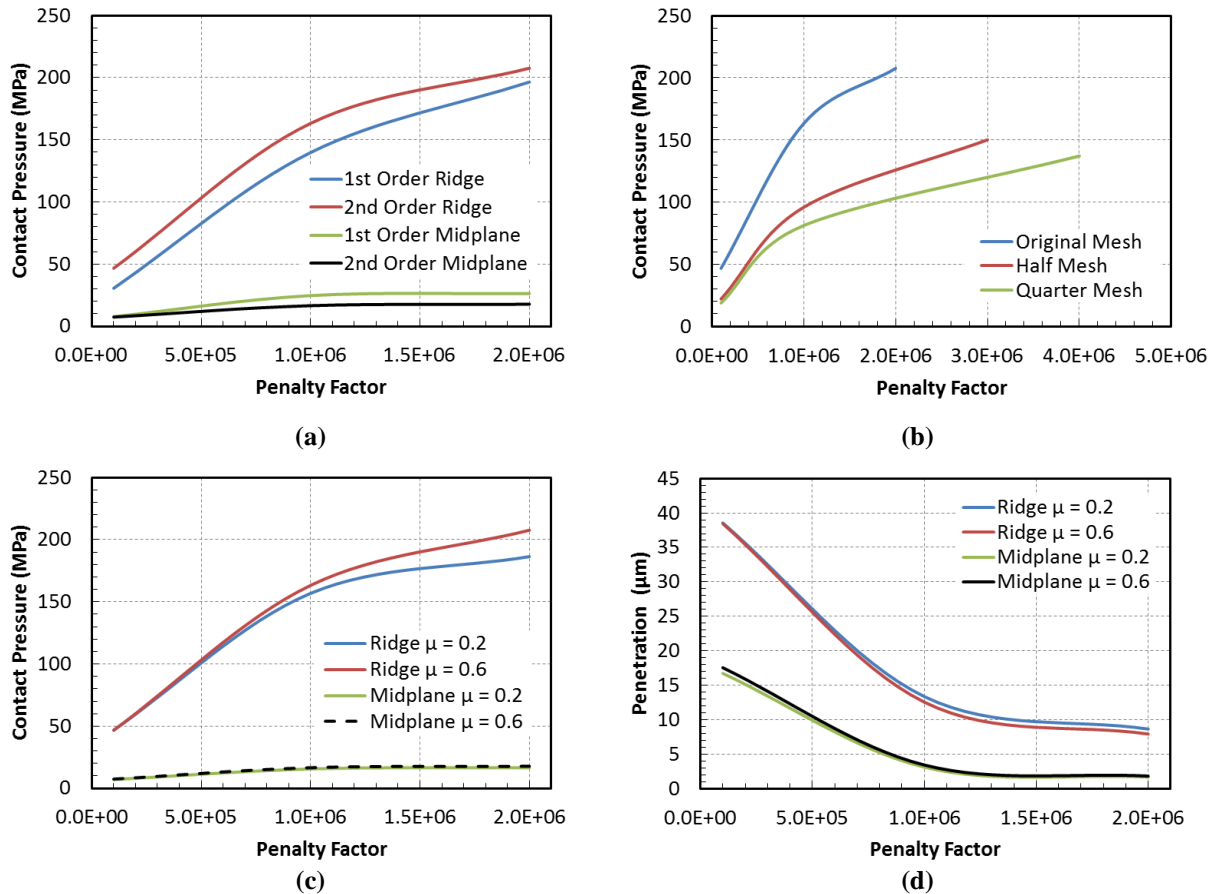 250
200
150
100
50
0
Contact Pressure (MPa)
1st Order Ridge
2nd Order Ridge
1st Order Midplane
2nd Order Midplane
0.0E+00 5.0E+05 1.0E+06 1.5E+06 2.0E+06
Penalty Factor
(a)
250
200
150
100
50
0
Contact Pressure (MPa)
Original Mesh
Half Mesh
Quarter Mesh
0.0E+00 1.0E+06 2.0E+06 3.0E+06 4.0E+06 5.0E+06
Penalty Factor
(b)
250
200
150
100
50
0
Contact Pressure (MPa)
Ridge μ = 0.2
Ridge μ = 0.6
Midplane μ = 0.2
Midplane μ = 0.6
0.0E+00 5.0E+05 1.0E+06 1.5E+06 2.0E+06
Penalty Factor
(c)
45
40
35
30
25
20
15
10
5
0
Penetration (μm)
Ridge μ = 0.2
Ridge μ = 0.6
Midplane μ = 0.2
Midplane μ = 0.6
0.0E+00 5.0E+05 1.0E+06 1.5E+06 2.0E+06
Penalty Factor
(d)